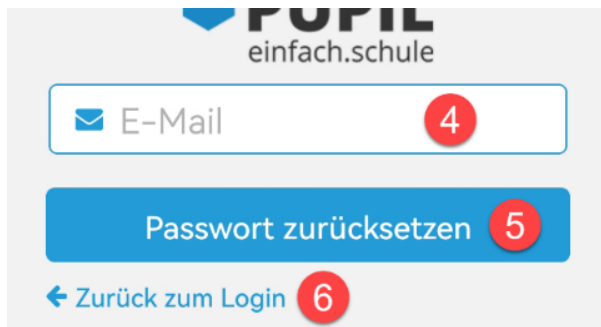 PUPIL
einfach.schule
E-Mail 4
Passwort zurücksetzen 5
Zurück zum Login 6